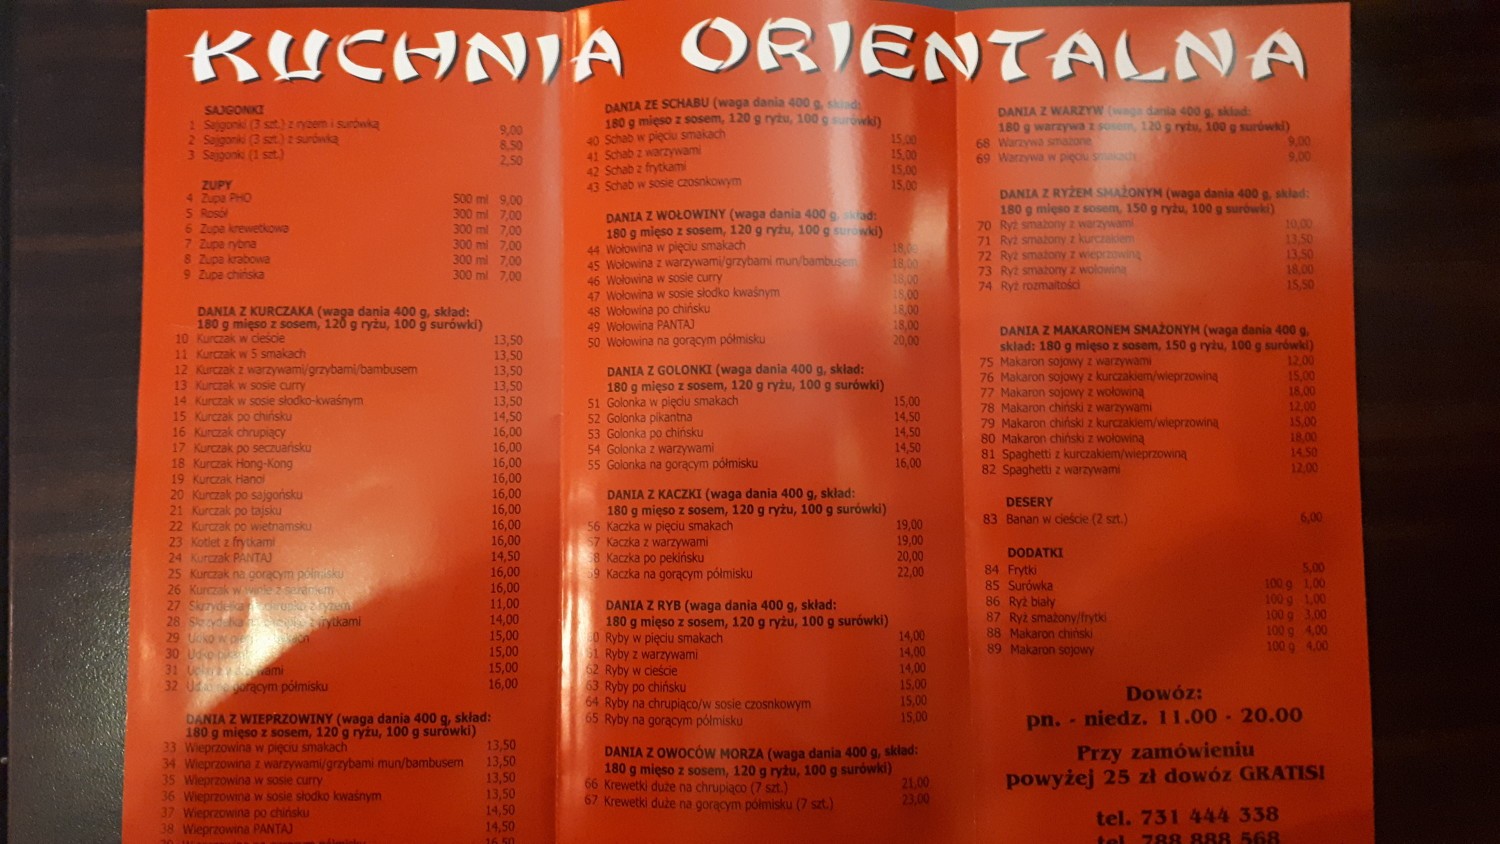 KUCHNIA ORIENTALNA
SAJGONKI
1 Sajgonki (3 szt.) z ryżem i surówką 9,00
2 Sajgonki (3 szt.) z surówką 8,50
3 Sajgonki (1 szt.) 2,50
ZUPY
4 Zupa PHO 500 ml 9,00
5 Rosół 300 ml 7,00
6 Zupa krewetkowa 300 ml 7,00
7 Zupa rybna 300 ml 7,00
8 Zupa krabowa 300 ml 7,00
9 Zupa chińska 300 ml 7,00
DANIA Z KURCZAKA (waga dania 400 g, skład:
180 g mięso z sosem, 120 g ryżu, 100 g surówki)
10 Kurczak w cieście 13,50
11 Kurczak w 5 smakach 13,50
12 Kurczak z warzywami/grzybami/bambusem 13,50
13 Kurczak w sosie curry 13,50
14 Kurczak w sosie słodko-kwaśnym 13,50
15 Kurczak po chińsku 14,50
16 Kurczak chrupiący 16,00
17 Kurczak po seczuańsku 16,00
18 Kurczak Hong-Kong 16,00
19 Kurczak Hanoi 16,00
20 Kurczak po sajgońsku 16,00
21 Kurczak po tajsku 16,00
22 Kurczak po wietnamsku 16,00
23 Kotlet z frytkami 16,00
24 Kurczak PANTAJ 14,50
25 Kurczak na gorącym półmisku 16,00
26 Kurczak w 16,00
27 Skrzydełka z ryżem 11,00
28 Skrzydełka z frytkami 14,00
29 Udko w 15,00
30 15,00
31 15,00
32 Udko na gorącym półmisku 16,00
DANIA Z WIEPRZOWINY (waga dania 400 g, skład:
180 g mięso z sosem, 120 g ryżu, 100 g surówki)
33 Wieprzowina w pięciu smakach 13,50
34 Wieprzowina z warzywami/grzybami mun/bambusem 13,50
35 Wieprzowina w sosie curry 13,50
36 Wieprzowina w sosie słodko kwaśnym 13,50
37 Wieprzowina po chińsku 14,50
38 Wieprzowina PANTAJ 14,50
DANIA ZE SCHABU (waga dania 400 g, skład:
180 g mięso z sosem, 120 g ryżu, 100 g surówki)
40 Schab w pięciu smakach 15,00
41 Schab z warzywami 15,00
42 Schab z frytkami 15,00
43 Schab w sosie czosnkowym 15,00
DANIA Z WOŁOWINY (waga dania 400 g, skład:
180 g mięso z sosem, 120 g ryżu, 100 g surówki)
44 Wołowina w pięciu smakach 18,00
45 Wołowina z warzywami/grzybami mun/bambusem 18,00
46 Wołowina w sosie curry 18,00
47 Wołowina w sosie słodko kwaśnym 18,00
48 Wołowina po chińsku 18,00
49 Wołowina PANTAJ 18,00
50 Wołowina na gorącym półmisku 20,00
DANIA Z GOLONKI (waga dania 400 g, skład:
180 g mięso z sosem, 120 g ryżu, 100 g surówki)
51 Golonka w pięciu smakach 15,00
52 Golonka pikantna 14,50
53 Golonka po chińsku 14,50
54 Golonka z warzywami 14,50
55 Golonka na gorącym półmisku 16,00
DANIA Z KACZKI (waga dania 400 g, skład:
180 g mięso z sosem, 120 g ryżu, 100 g surówki)
56 Kaczka w pięciu smakach 19,00
57 Kaczka z warzywami 19,00
58 Kaczka po pekińsku 20,00
59 Kaczka na gorącym półmisku 22,00
DANIA Z RYB (waga dania 400 g, skład:
180 g mięso z sosem, 120 g ryżu, 100 g surówki)
60 Ryby w pięciu smakach 14,00
61 Ryby z warzywami 14,00
62 Ryby w cieście 14,00
63 Ryby po chińsku 15,00
64 Ryby na chrupiąco/w sosie czosnkowym 15,00
65 Ryby na gorącym półmisku 15,00
DANIA Z OWOCÓW MORZA (waga dania 400 g, skład:
180 g mięso z sosem, 120 g ryżu, 100 g surówki)
66 Krewetki duże na chrupiąco (7 szt.) 21,00
67 Krewetki duże na gorącym półmisku (7 szt.) 23,00
DANIA Z WARZYW (waga dania 400 g, skład:
180 g warzywa z sosem, 120 g ryżu, 100 g surówki)
68 Warzywa smażone 9,00
69 Warzywa w pięciu smakach 9,00
DANIA Z RYŻEM SMAŻONYM (waga dania 400 g, skład:
180 g mięso z sosem, 150 g ryżu, 100 g surówki)
70 Ryż smażony z warzywami 10,00
71 Ryż smażony z kurczakiem 13,50
72 Ryż smażony z wieprzowiną 13,50
73 Ryż smażony z wołowiną 18,00
74 Ryż rozmaitości 15,50
DANIA Z MAKARONEM SMAŻONYM (waga dania 400 g,
skład: 180 g mięso z sosem, 150 g ryżu, 100 g surówki)
75 Makaron sojowy z warzywami 12,00
76 Makaron sojowy z kurczakiem/wieprzowiną 15,00
77 Makaron sojowy z wołowiną 18,00
78 Makaron chiński z warzywami 12,00
79 Makaron chiński z kurczakiem/wieprzowiną 15,00
80 Makaron chiński z wołowiną 18,00
81 Spaghetti z kurczakiem/wieprzowiną 14,50
82 Spaghetti z warzywami 12,00
DESERY
83 Banan w cieście (2 szt.) 6,00
DODATKI
84 Frytki 5,00
85 Surówka 100 g 1,00
86 Ryż biały 100 g 1,00
87 Ryż smażony/frytki 100 g 3,00
88 Makaron chiński 100 g 4,00
89 Makaron sojowy 100 g 4,00
Dowóz:
pn. - niedz. 11.00 - 20.00
Przy zamówieniu
powyżej 25 zł dowóz GRATIS!
tel. 731 444 338
tel. 788 888 568